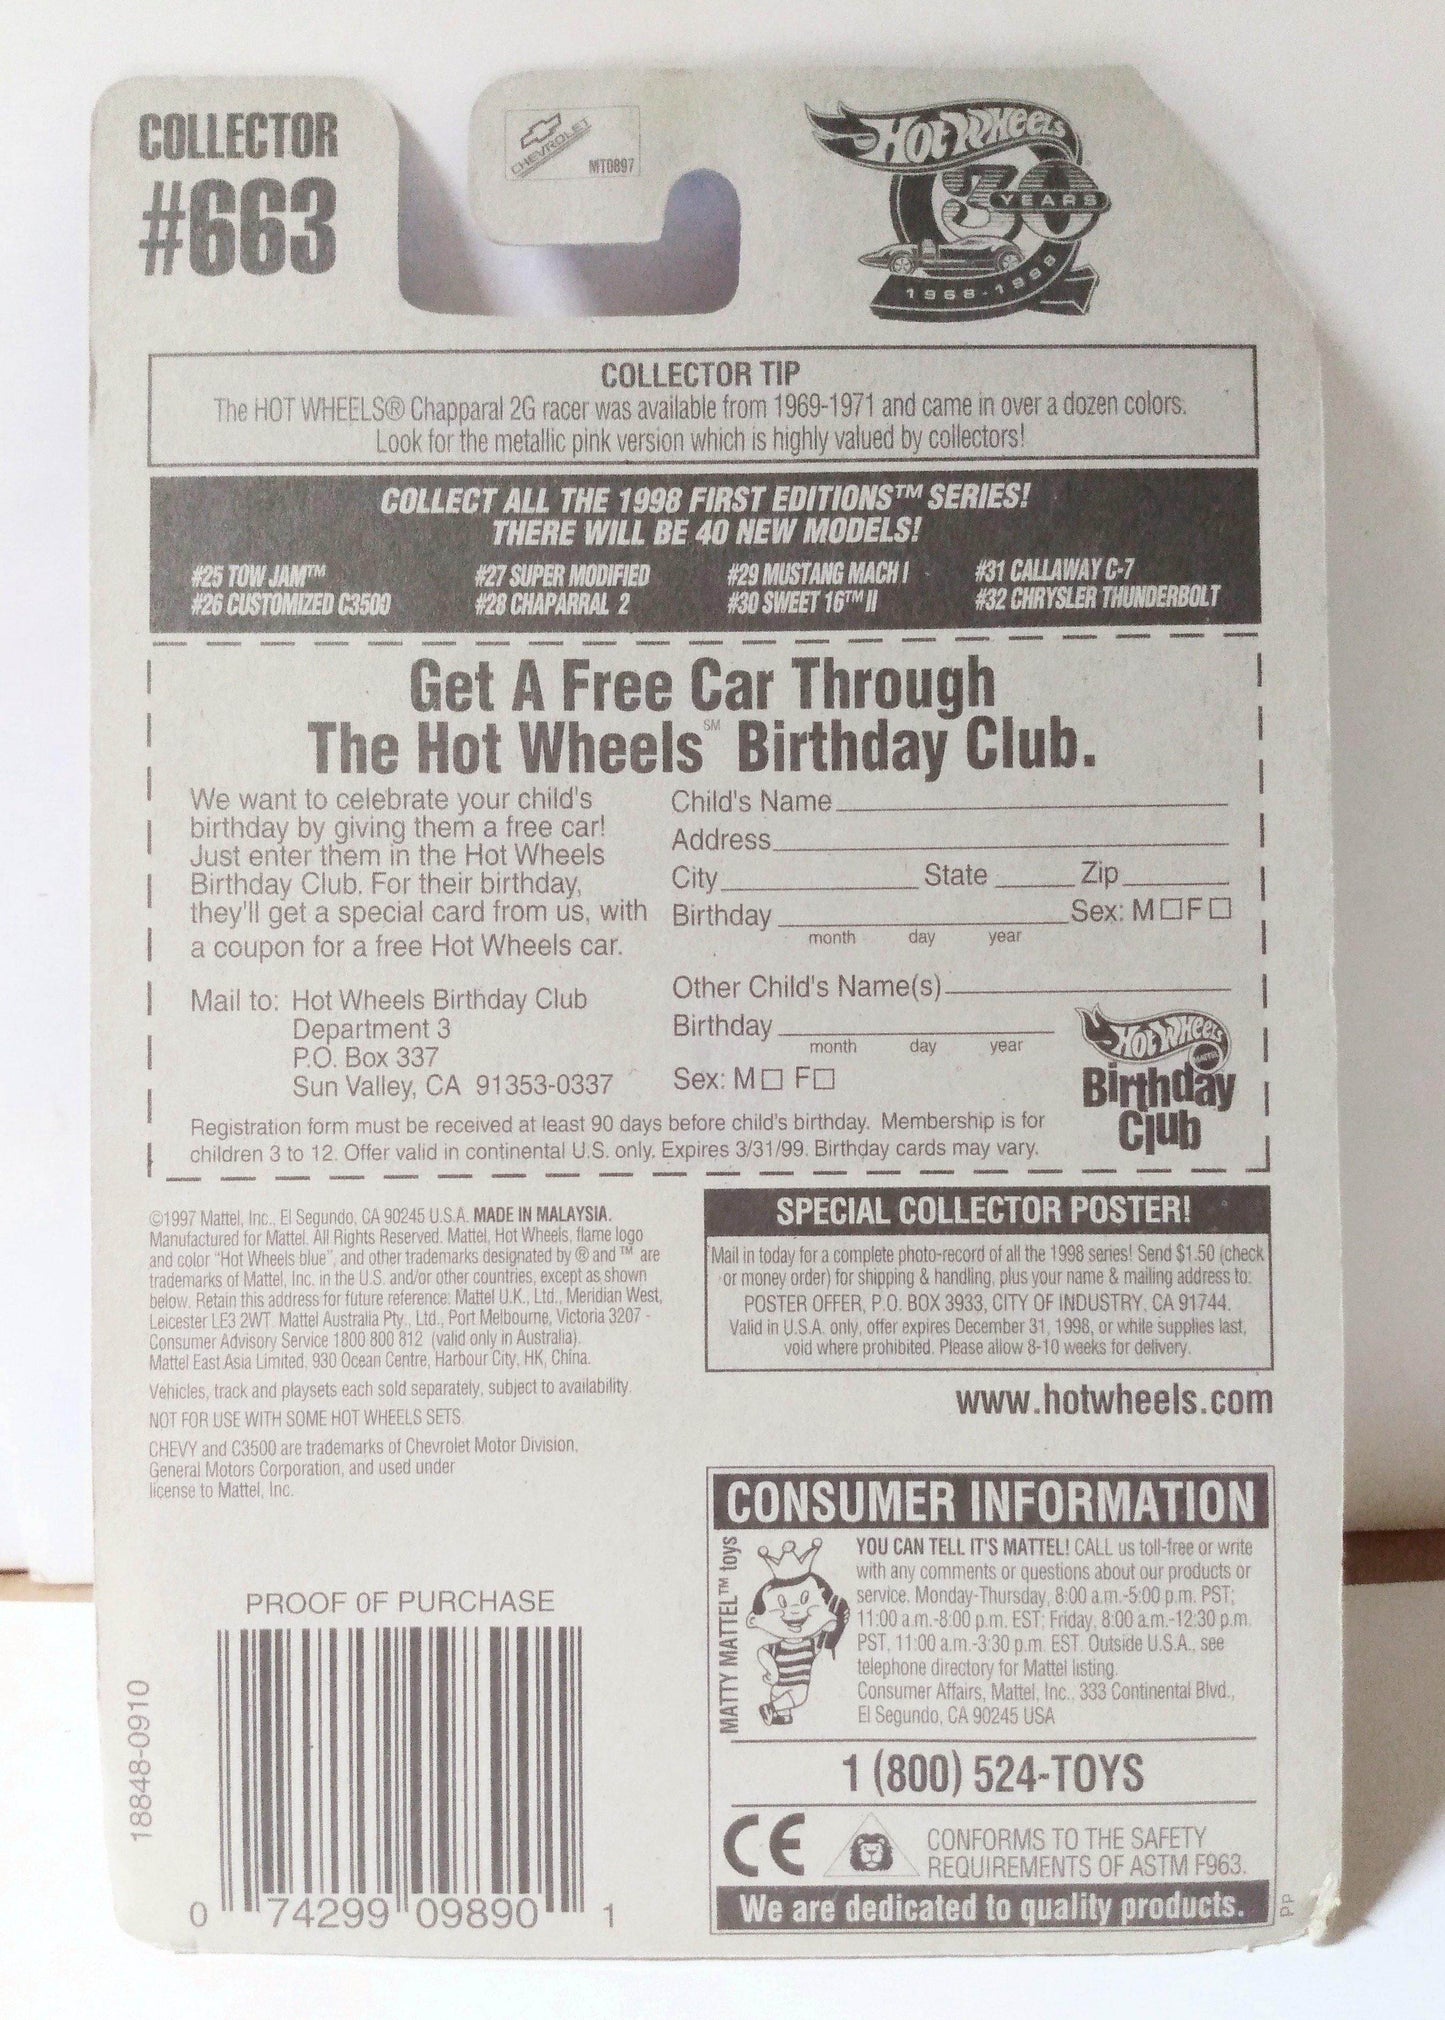 COLLECTOR
#663
CHEVROLET
MT0897
Hot Wheels
30
YEARS
1968-1998
COLLECTOR TIP
The HOT WHEELS® Chapparal 2G racer was available from 1969-1971 and came in over a dozen colors.
Look for the metallic pink version which is highly valued by collectors!
COLLECT ALL THE 1998 FIRST EDITIONS™ SERIES!
THERE WILL BE 40 NEW MODELS!
#25 TOW JAM™ #27 SUPER MODIFIED #29 MUSTANG MACH I #31 CALLAWAY C-7
#26 CUSTOMIZED C3500 #28 CHAPARRAL 2 #30 SWEET 16™ II #32 CHRYSLER THUNDERBOLT
Get A Free Car Through
The Hot Wheels℠ Birthday Club.
We want to celebrate your child's
birthday by giving them a free car!
Just enter them in the Hot Wheels
Birthday Club. For their birthday,
they'll get a special card from us, with
a coupon for a free Hot Wheels car.
Mail to: Hot Wheels Birthday Club
Department 3
P.O. Box 337
Sun Valley, CA 91353-0337
Child's Name
Address
City State Zip
Birthday Sex: M☐ F☐
month day year
Other Child's Name(s)
Birthday
month day year
Sex: M☐ F☐
Hot Wheels
MATTEL
Birthday
Club
Registration form must be received at least 90 days before child's birthday. Membership is for
children 3 to 12. Offer valid in continental U.S. only. Expires 3/31/99. Birthday cards may vary.
©1997 Mattel, Inc., El Segundo, CA 90245 U.S.A. MADE IN MALAYSIA.
Manufactured for Mattel. All Rights Reserved. Mattel, Hot Wheels, flame logo
and color "Hot Wheels blue", and other trademarks designated by ® and ™ are
trademarks of Mattel, Inc. in the U.S. and/or other countries, except as shown
below. Retain this address for future reference: Mattel U.K., Ltd., Meridian West,
Leicester LE3 2WT. Mattel Australia Pty., Ltd., Port Melbourne, Victoria 3207 -
Consumer Advisory Service 1800 800 812 (valid only in Australia).
Mattel East Asia Limited, 930 Ocean Centre, Harbour City, HK, China.
Vehicles, track and playsets each sold separately, subject to availability.
NOT FOR USE WITH SOME HOT WHEELS SETS.
CHEVY and C3500 are trademarks of Chevrolet Motor Division,
General Motors Corporation, and used under
license to Mattel, Inc.
SPECIAL COLLECTOR POSTER!
Mail in today for a complete photo-record of all the 1998 series! Send $1.50 (check
or money order) for shipping & handling, plus your name & mailing address to:
POSTER OFFER, P.O. BOX 3933, CITY OF INDUSTRY, CA 91744.
Valid in U.S.A. only, offer expires December 31, 1998, or while supplies last,
void where prohibited. Please allow 8-10 weeks for delivery.
www.hotwheels.com
CONSUMER INFORMATION
MATTY MATTEL™ toys
YOU CAN TELL IT'S MATTEL! CALL us toll-free or write
with any comments or questions about our products or
service. Monday-Thursday, 8:00 a.m.-5:00 p.m. PST;
11:00 a.m.-8:00 p.m. EST; Friday, 8:00 a.m.-12:30 p.m.
PST, 11:00 a.m.-3:30 p.m. EST. Outside U.S.A., see
telephone directory for Mattel listing.
Consumer Affairs, Mattel, Inc., 333 Continental Blvd.,
El Segundo, CA 90245 USA
1 (800) 524-TOYS
CE
CONFORMS TO THE SAFETY
REQUIREMENTS OF ASTM F963.
We are dedicated to quality products.
PP
PROOF OF PURCHASE
18848-0910
0 74299 09890 1